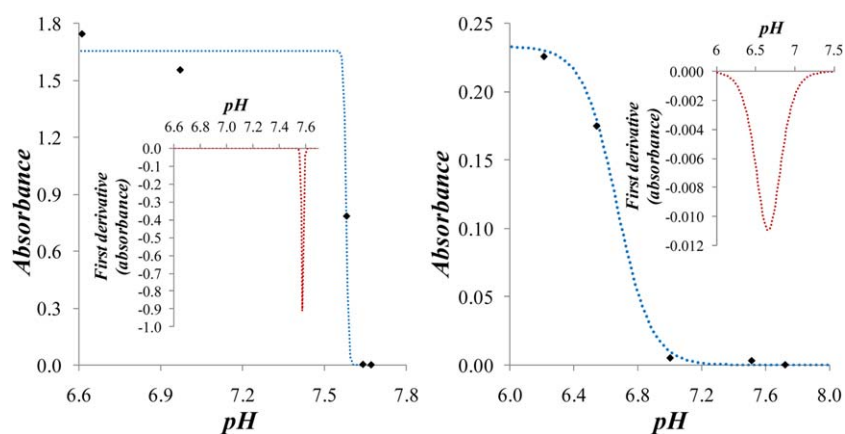 1.8
1.5
1.2
0.9
0.6
0.3
0.0
Absorbance
6.6 6.9 7.2 7.5 7.8
pH
pH
6.6 6.8 7.0 7.2 7.4 7.6
0.0
-0.1
-0.2
-0.3
-0.4
-0.5
-0.6
-0.7
-0.8
-0.9
-1.0
First derivative
(absorbance)
0.25
0.20
0.15
0.10
0.05
0.00
Absorbance
6.0 6.4 6.8 7.2 7.6 8.0
pH
pH
6 6.5 7 7.5
0.000
-0.002
-0.004
-0.006
-0.008
-0.010
-0.012
First derivative
(absorbance)